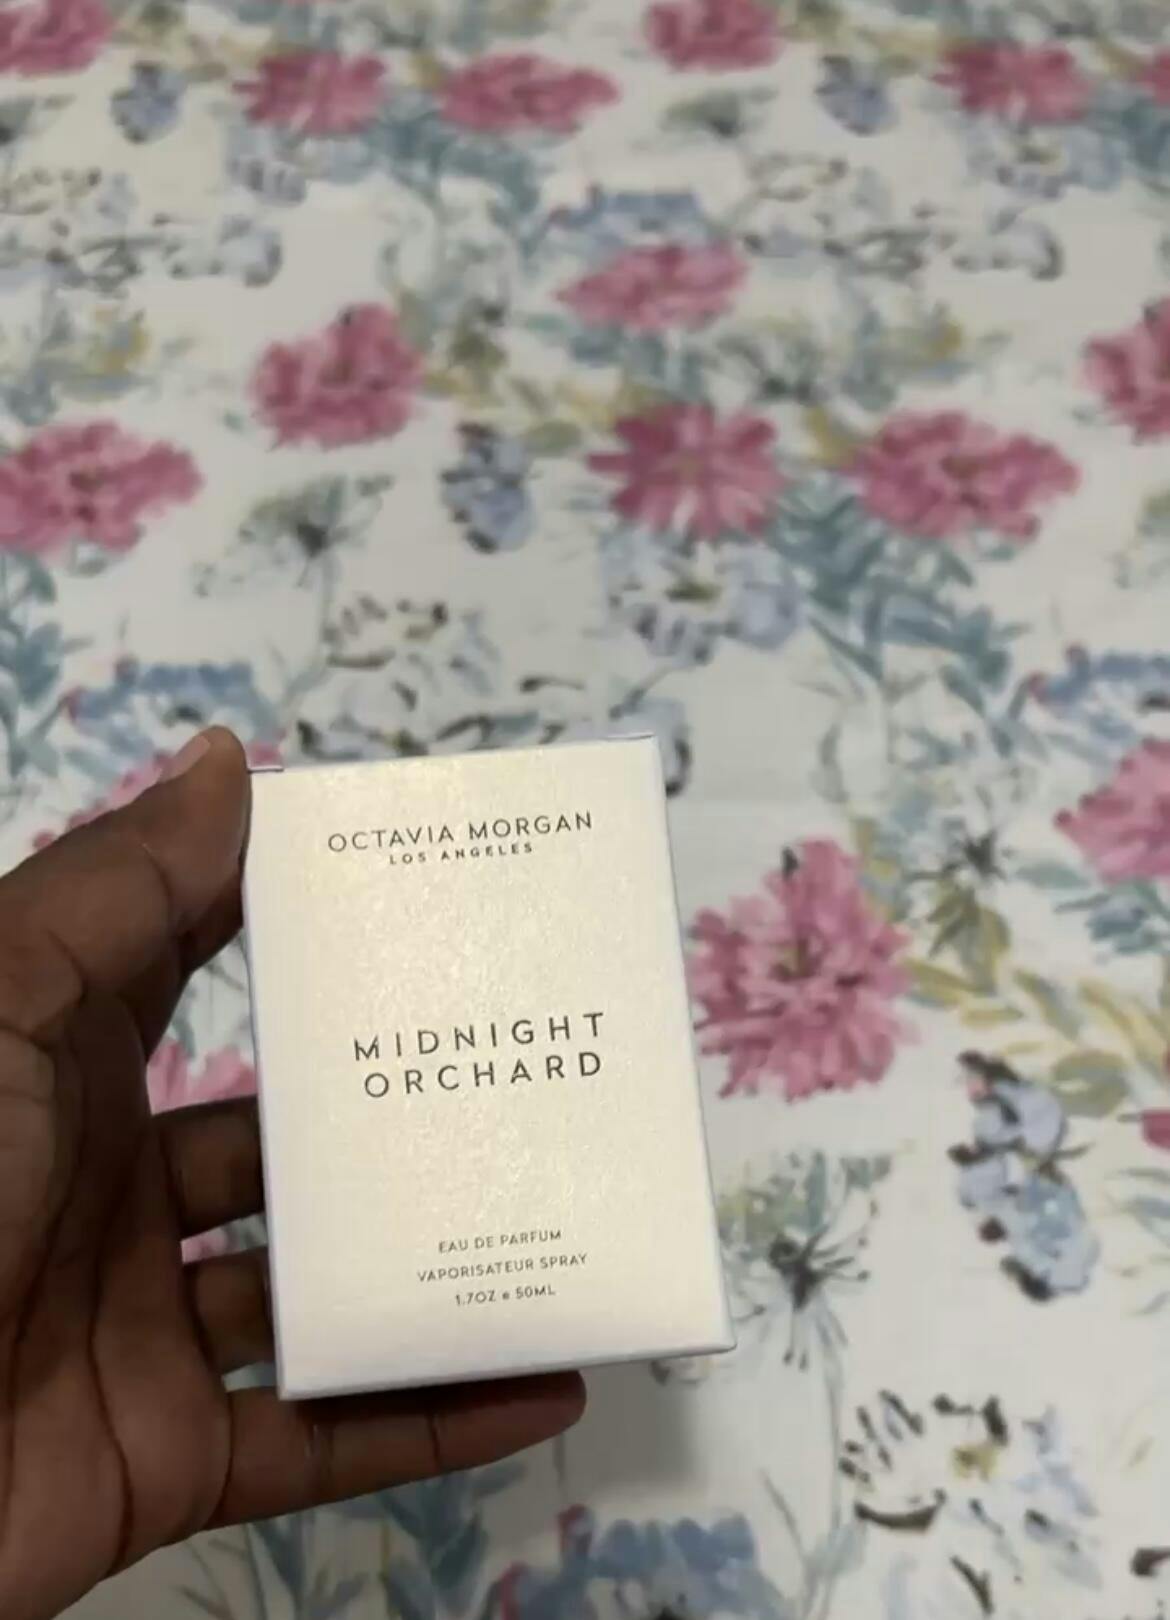 OCTAVIA MORGAN
LOS ANGELES
MIDNIGHT
ORCHARD
EAU DE PARFUM
VAPORISATEUR SPRAY
1.7OZ e 50ML